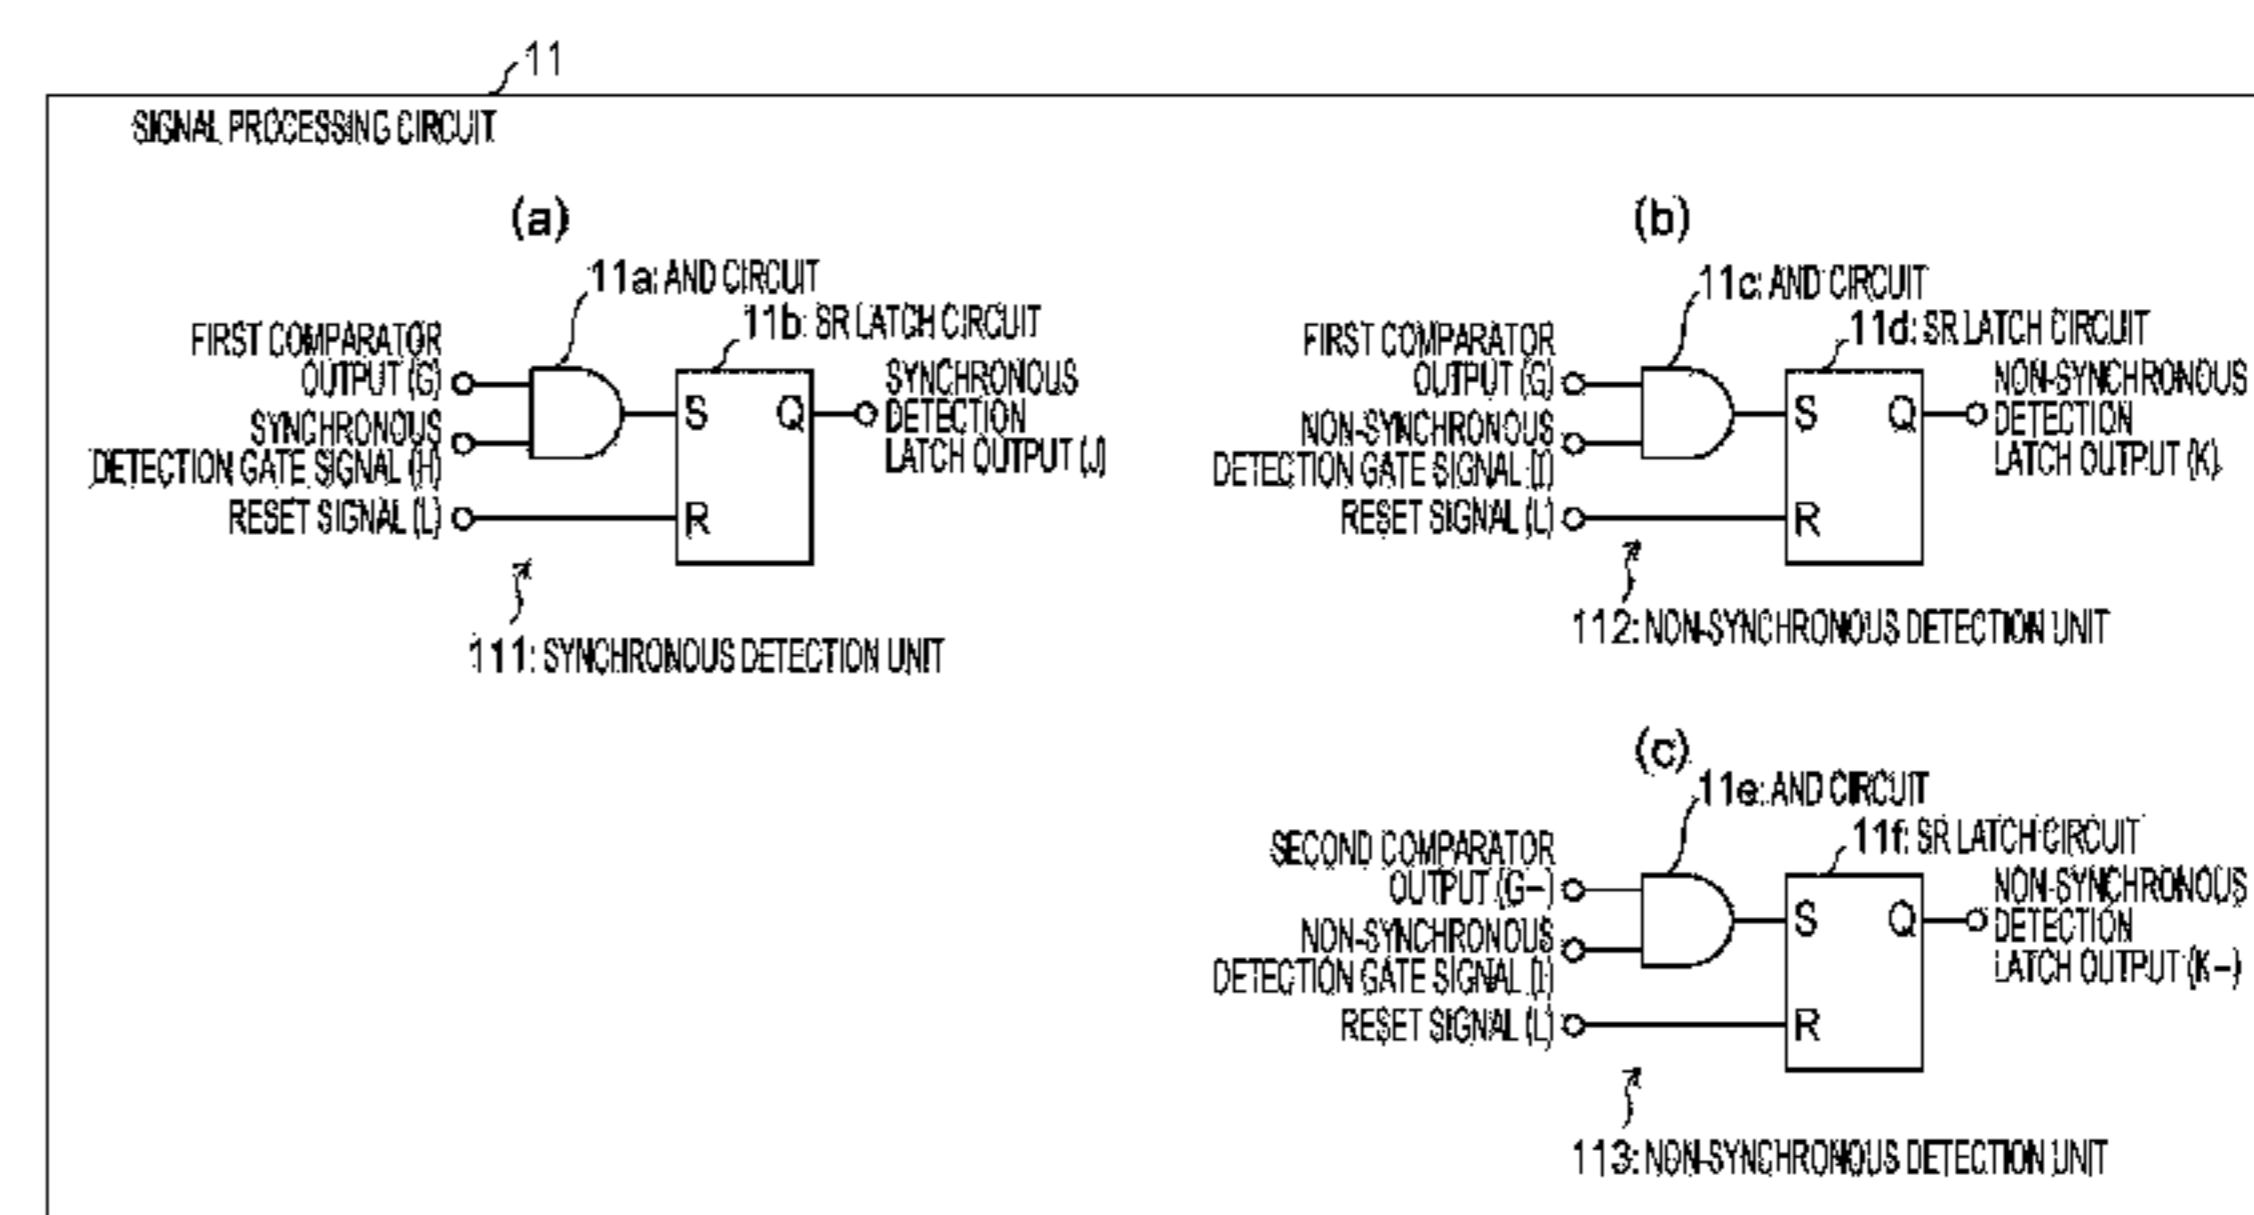 11
SIGNAL PROCESSING CIRCUIT
(a)
11a: AND CIRCUIT
11b: SR LATCH CIRCUIT
FIRST COMPARATOR
OUTPUT (G)
SYNCHRONOUS
DETECTION GATE SIGNAL (H)
RESET SIGNAL (L)
S
Q
R
SYNCHRONOUS
DETECTION
LATCH OUTPUT (J)
111: SYNCHRONOUS DETECTION UNIT
(b)
11c: AND CIRCUIT
11d: SR LATCH CIRCUIT
FIRST COMPARATOR
OUTPUT (G)
NON-SYNCHRONOUS
DETECTION GATE SIGNAL (I)
RESET SIGNAL (L)
S
Q
R
NON-SYNCHRONOUS
DETECTION
LATCH OUTPUT (K)
112: NON-SYNCHRONOUS DETECTION UNIT
(c)
11e: AND CIRCUIT
11f: SR LATCH CIRCUIT
SECOND COMPARATOR
OUTPUT (G−)
NON-SYNCHRONOUS
DETECTION GATE SIGNAL (I)
RESET SIGNAL (L)
S
Q
R
NON-SYNCHRONOUS
DETECTION
LATCH OUTPUT (K−)
113: NON-SYNCHRONOUS DETECTION UNIT